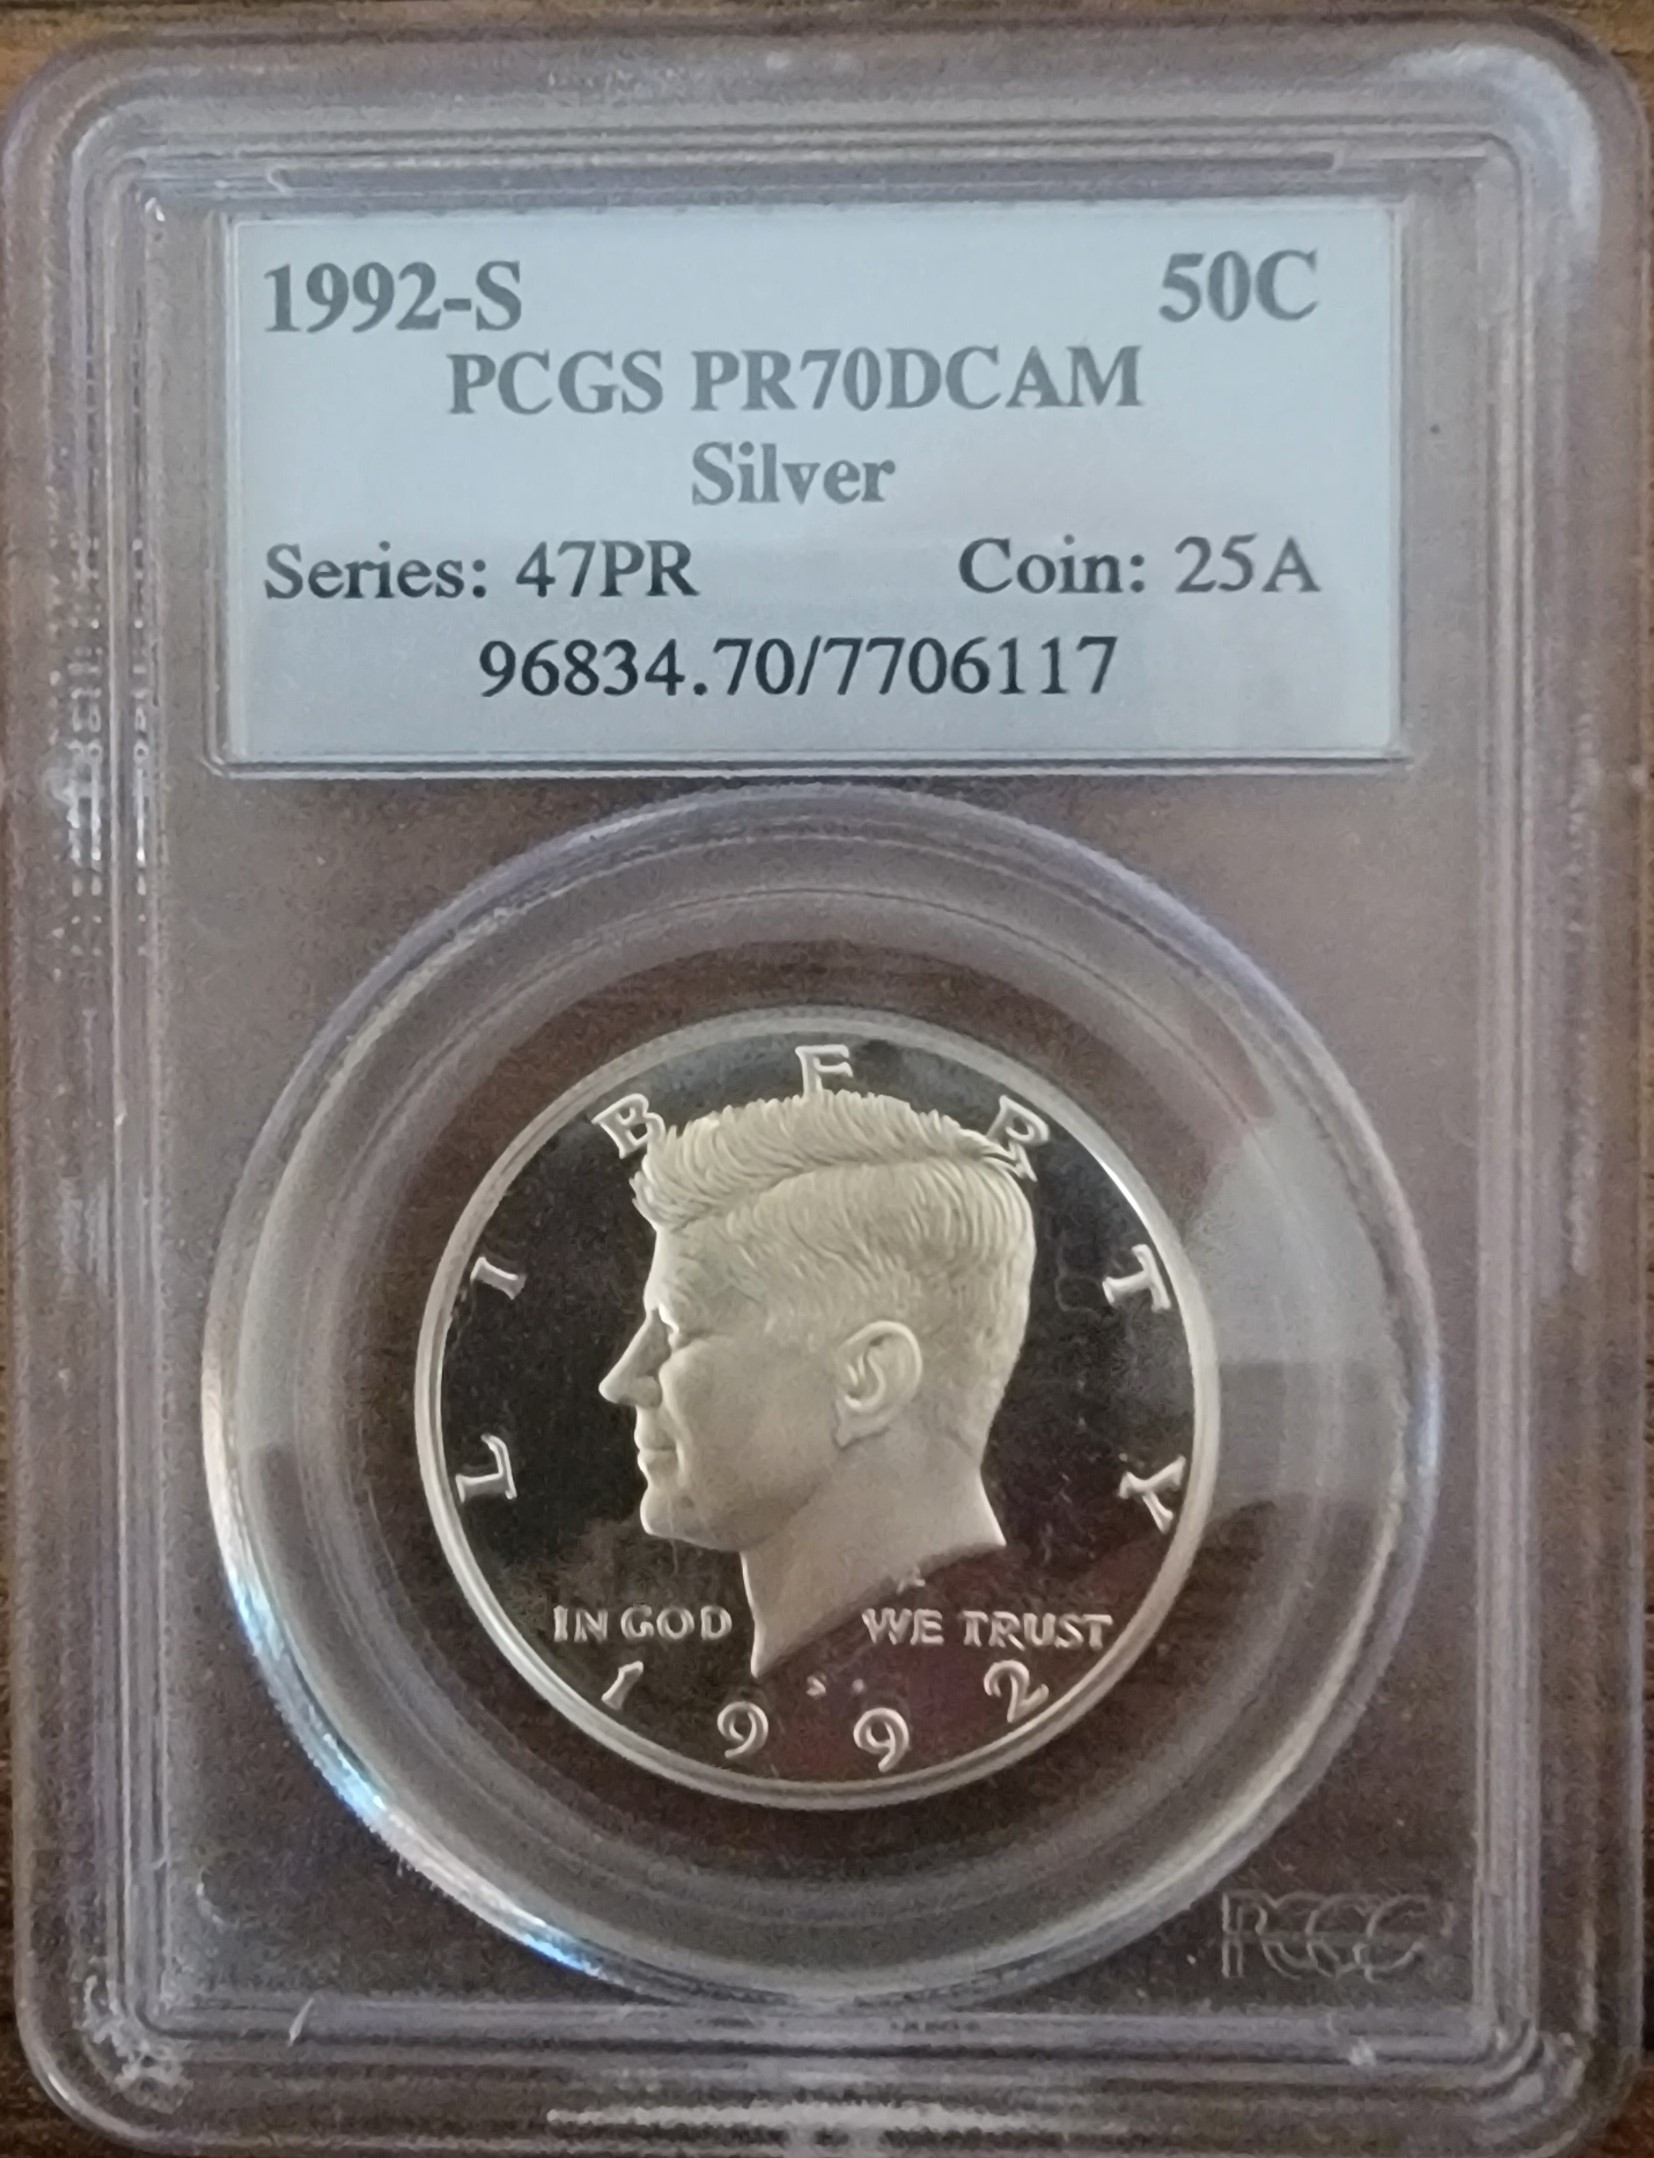 1992-S 50C
PCGS PR70DCAM
Silver
Series: 47PR Coin: 25A
96834.70/7706117
LIBERTY
IN GOD WE TRUST
S
1992
PCGS